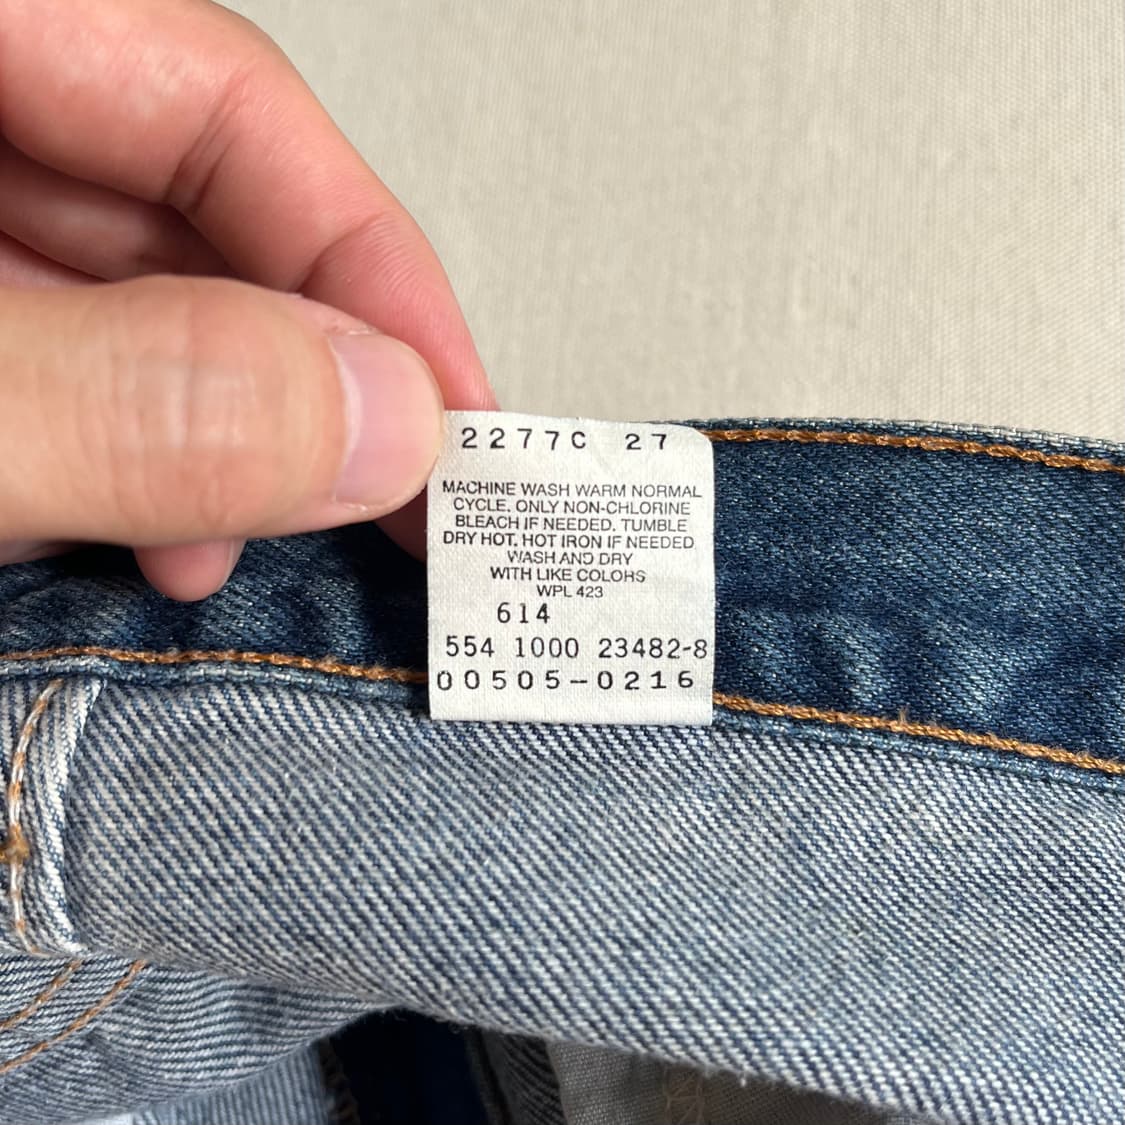 2277C 27
MACHINE WASH WARM NORMAL
CYCLE. ONLY NON-CHLORINE
BLEACH IF NEEDED. TUMBLE
DRY HOT. HOT IRON IF NEEDED
WASH AND DRY
WITH LIKE COLORS
WPL 423
614
554 1000 23482-8
00505-0216